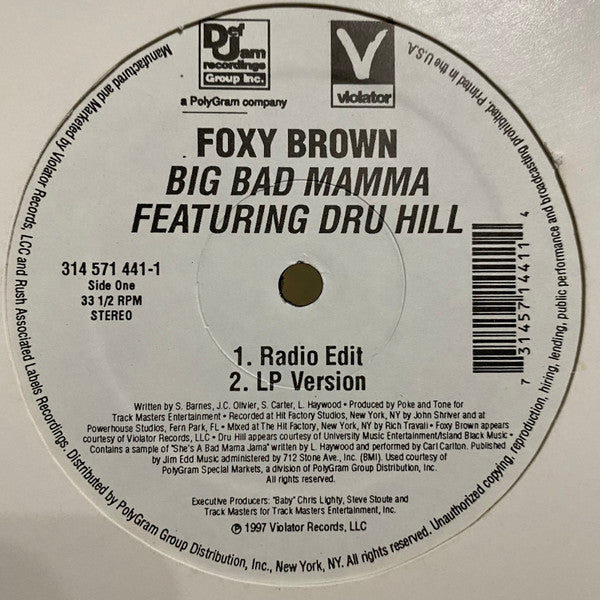 Def
Jam
recordings
Group Inc.
a PolyGram company
V
violator
FOXY BROWN
BIG BAD MAMMA
FEATURING DRU HILL
314 571 441-1
Side One
33 1/2 RPM
STEREO
7 31457 14411 4
1. Radio Edit
2. LP Version
Written by S. Barnes, J.C. Olivier, S. Carter, L. Haywood • Produced by Poke and Tone for
Track Masters Entertainment • Recorded at Hit Factory Studios, New York, NY by John Shriver and at
Powerhouse Studios, Fern Park, FL • Mixed at The Hit Factory, New York, NY by Rich Travali • Foxy Brown appears
courtesy of Violator Records, LLC • Dru Hill appears courtesy of University Music Entertainment/Island Black Music •
Contains a sample of "She's A Bad Mama Jama" written by L. Haywood and performed by Carl Carlton. Published
by Jim Edd Music administered by 712 Stone Ave., Inc. (BMI). Used courtesy of
PolyGram Special Markets, a division of PolyGram Group Distribution, Inc.
All rights reserved.
Executive Producers: "Baby" Chris Lighty, Steve Stoute and
Track Masters for Track Masters Entertainment, Inc.
℗ 1997 Violator Records, LLC
Manufactured and Marketed by Violator Records, LCC and Rush Associated Labels Recordings. Distributed by PolyGram Group Distribution, Inc., New York, NY. All rights reserved. Unauthorized copying, reproduction, hiring, lending, public performance and broadcasting prohibited. Printed in the U.S.A.